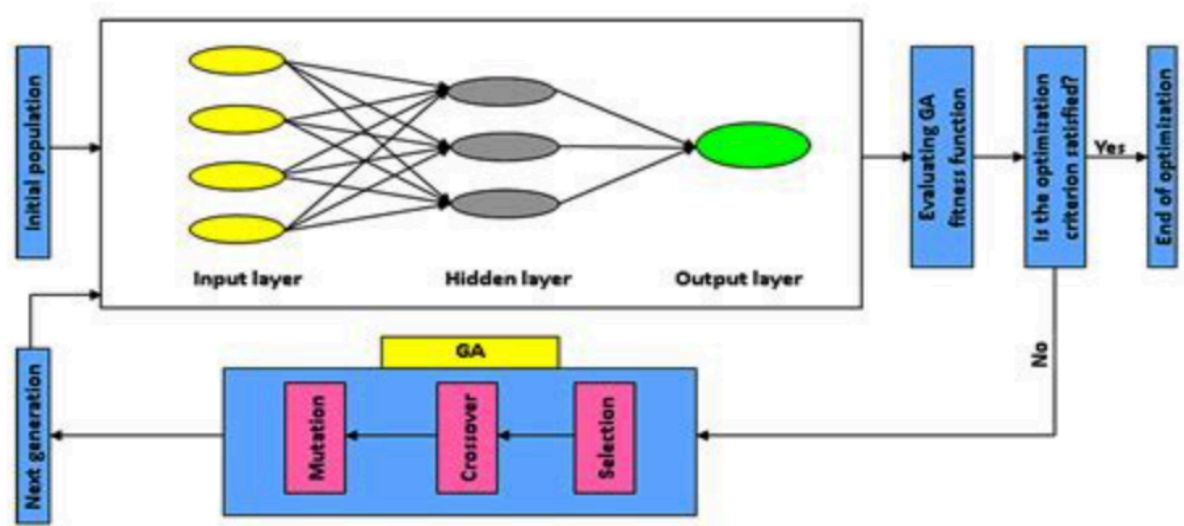 Initial population
Input layer
Hidden layer
Output layer
Evaluating GA
fitness function
Is the optimization
criterion satisfied?
Yes
End of optimization
No
GA
Selection
Crossover
Mutation
Next generation